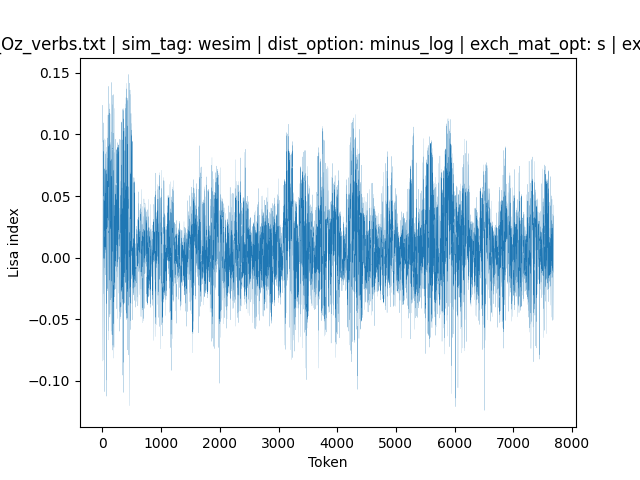 Oz_verbs.txt | sim_tag: wesim | dist_option: minus_log | exch_mat_opt: s | ex
0.15
0.10
0.05
0.00
−0.05
−0.10
Lisa index
0 1000 2000 3000 4000 5000 6000 7000 8000
Token